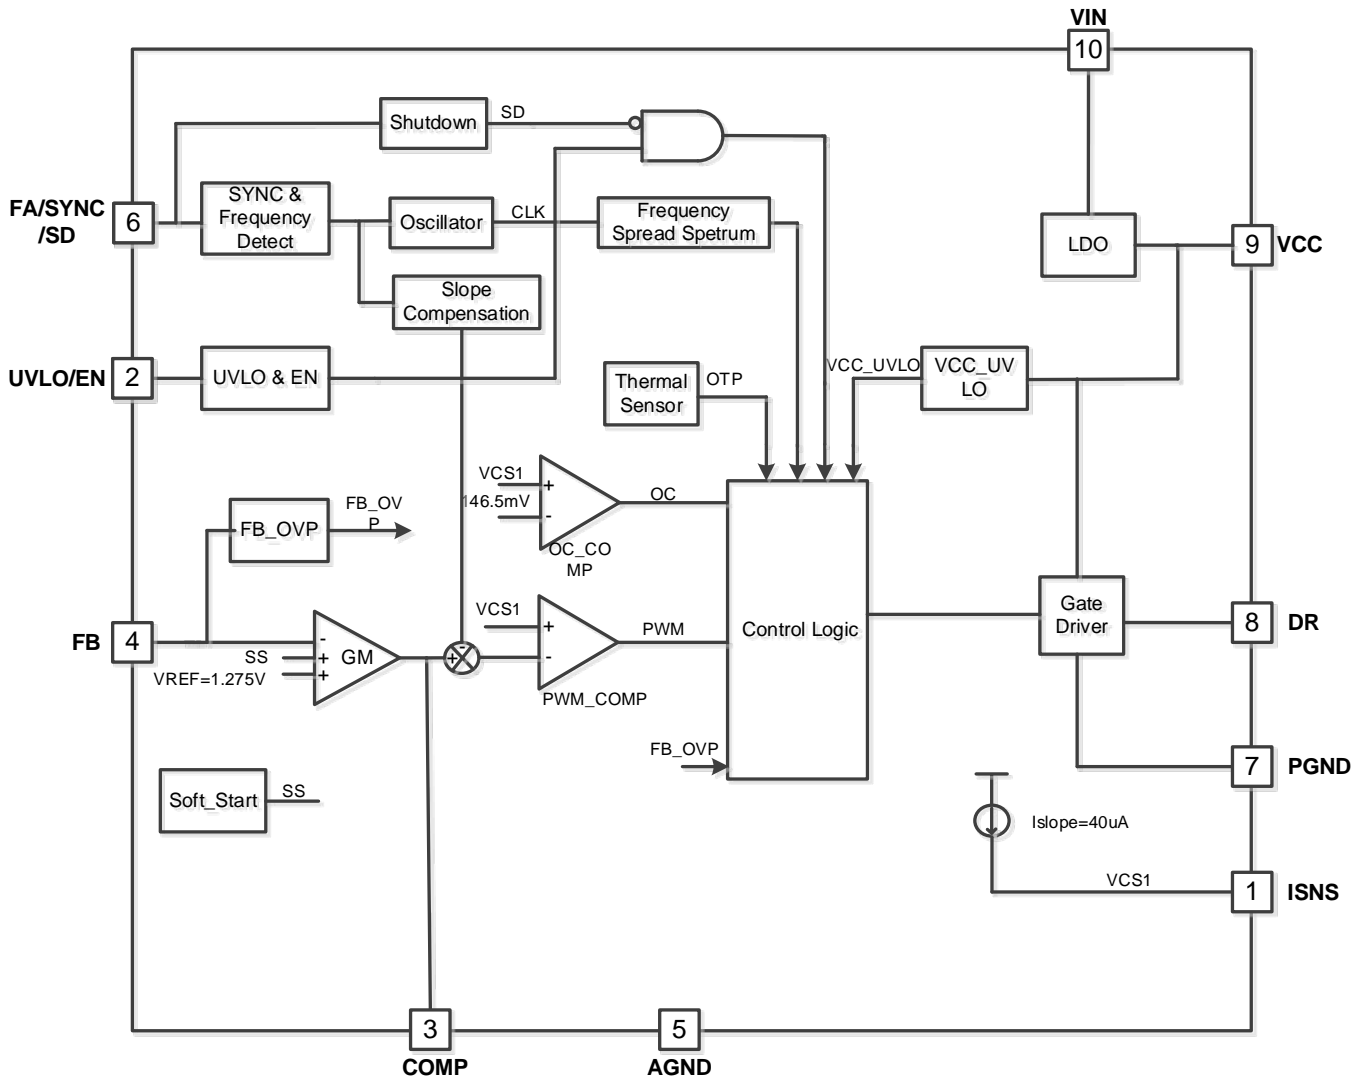 VIN
10
Shutdown
SD
FA/SYNC
/SD
6
SYNC &
Frequency
Detect
Oscillator
CLK
Frequency
Spread Spetrum
LDO
9
VCC
Slope
Compensation
UVLO/EN
2
UVLO & EN
Thermal
Sensor
OTP
VCC_UVLO
VCC_UV
LO
VCS1
+
146.5mV
-
OC
OC_CO
MP
FB_OVP
FB_OV
P
FB
4
-
SS
+
VREF=1.275V
+
GM
-
+
VCS1
+
-
PWM
PWM_COMP
Control Logic
Gate
Driver
8
DR
FB_OVP
7
PGND
Soft_Start
SS
Islope=40uA
VCS1
1
ISNS
3
COMP
5
AGND